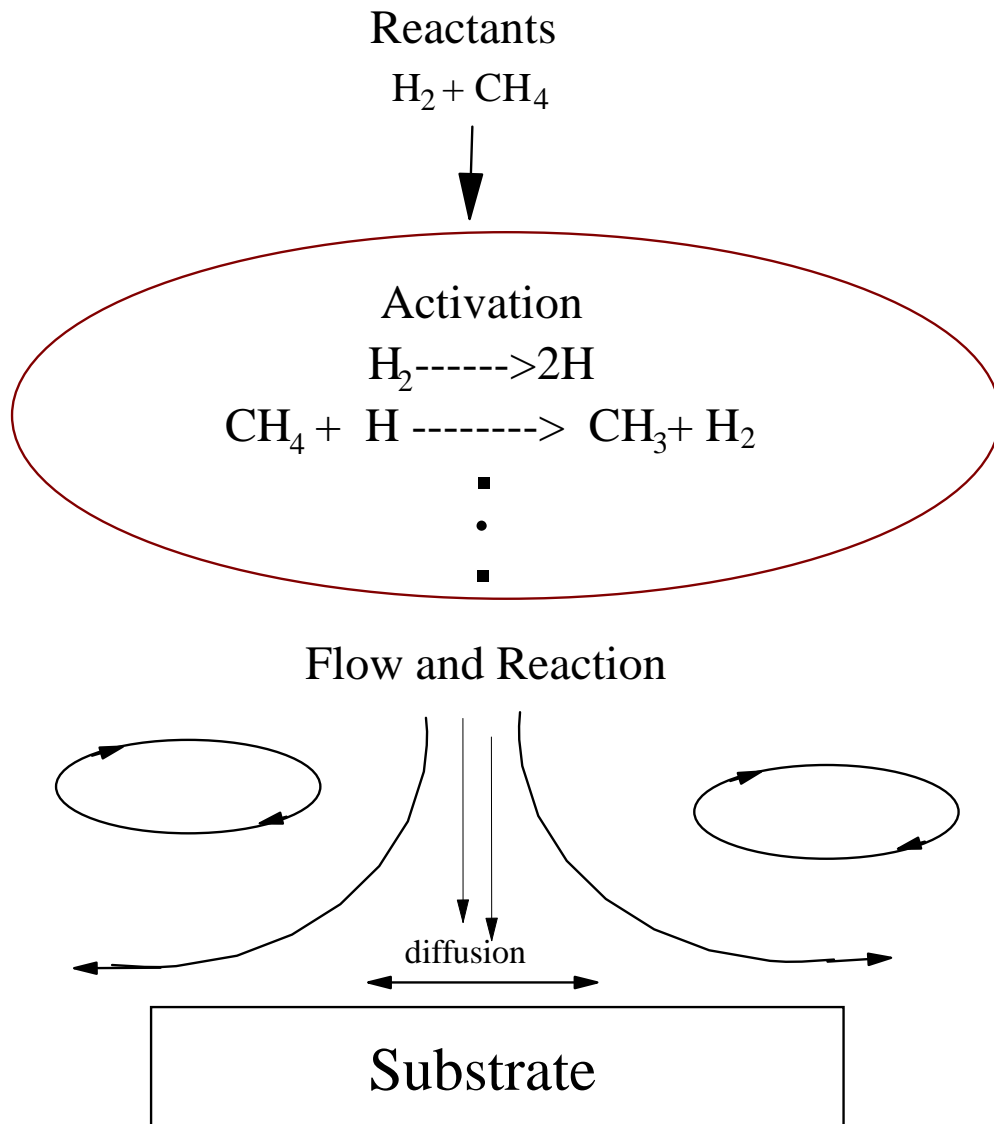 Reactants
H₂ + CH₄
Activation
H₂------>2H
CH₄ + H --------> CH₃+ H₂
Flow and Reaction
diffusion
Substrate